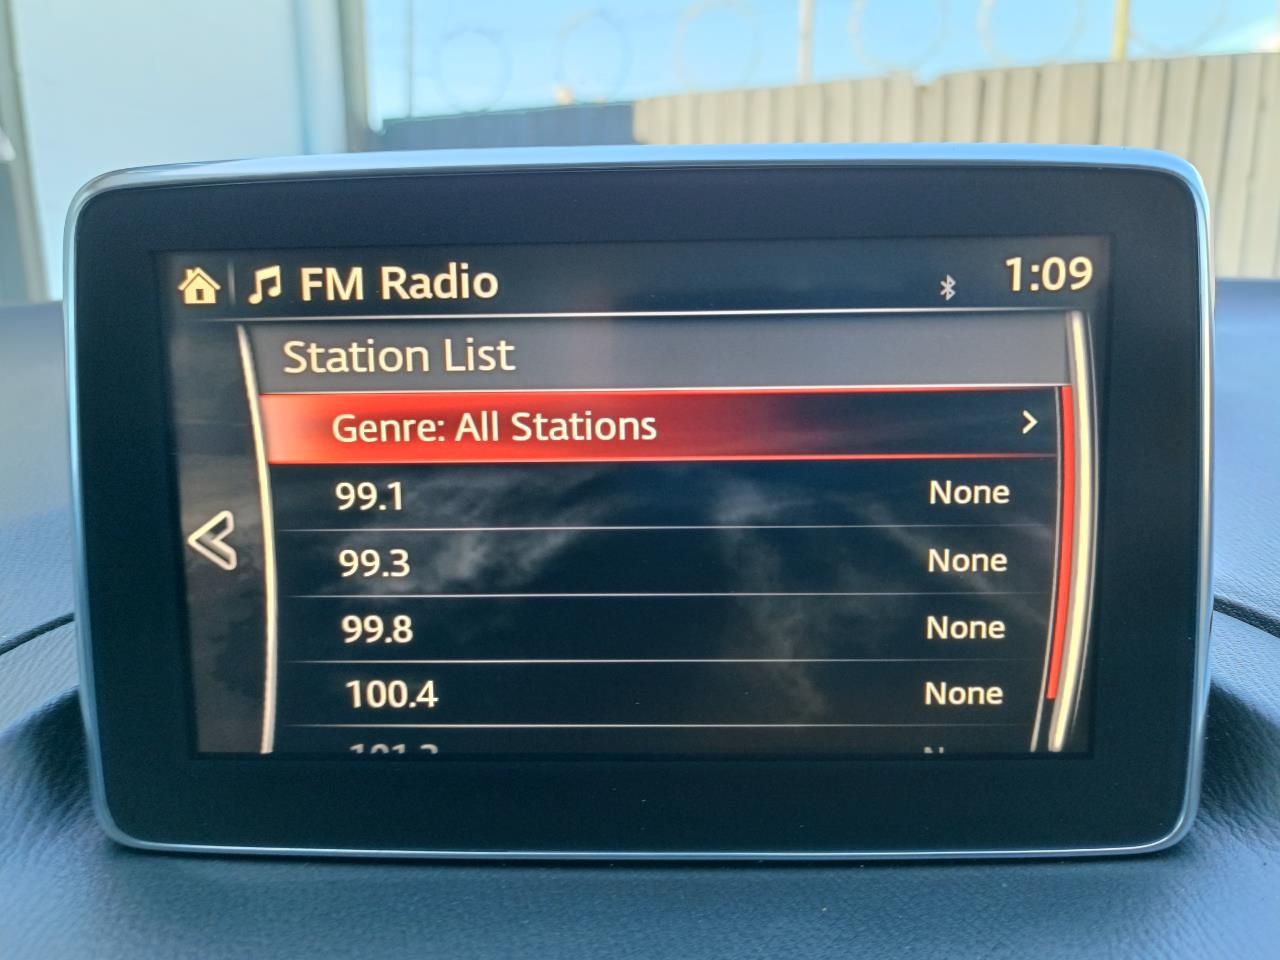 FM Radio
1:09
Station List
Genre: All Stations
99.1 None
99.3 None
99.8 None
100.4 None